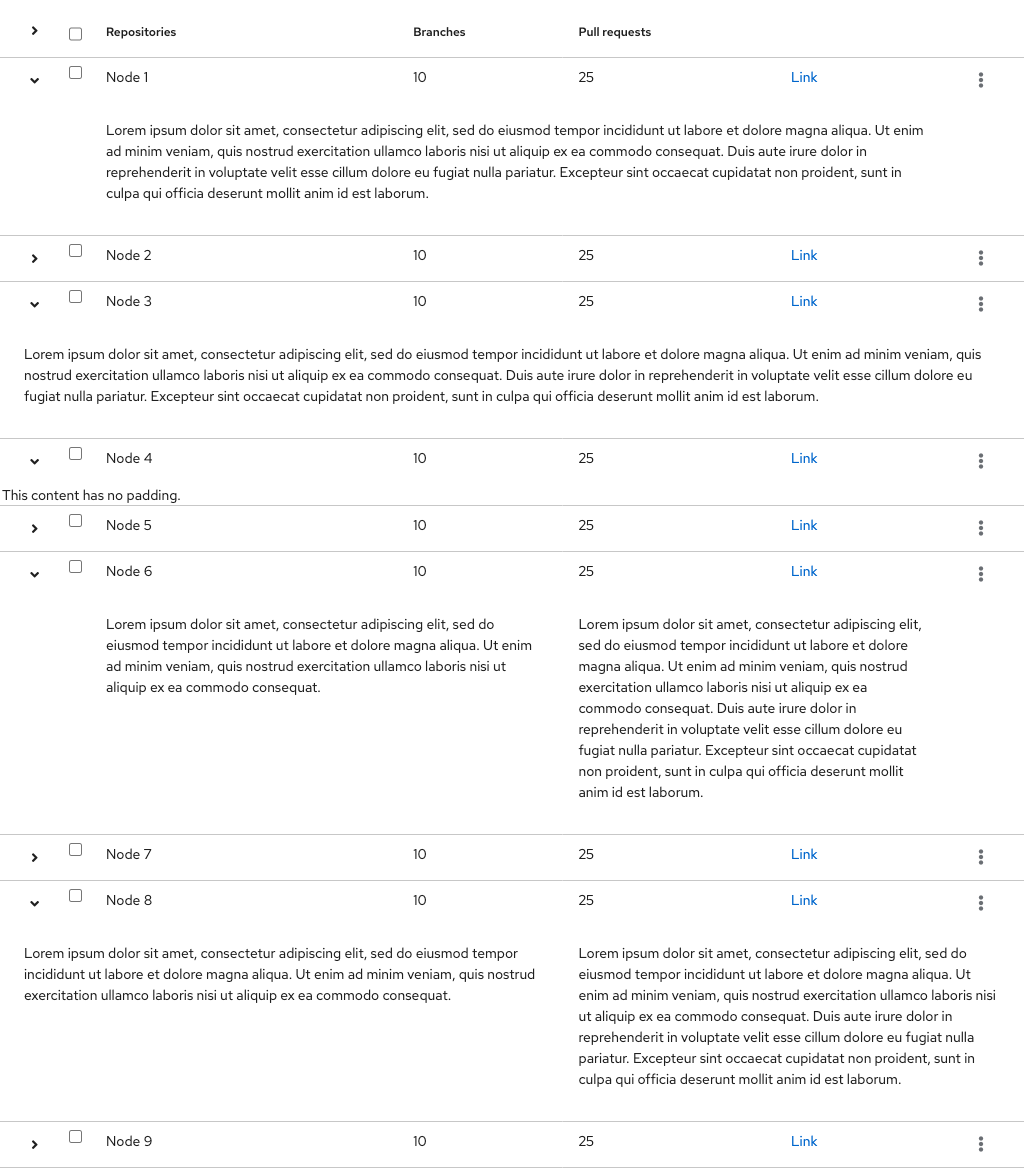 Repositories Branches Pull requests
Node 1 10 25 Link
Lorem ipsum dolor sit amet, consectetur adipiscing elit, sed do eiusmod tempor incididunt ut labore et dolore magna aliqua. Ut enim
ad minim veniam, quis nostrud exercitation ullamco laboris nisi ut aliquip ex ea commodo consequat. Duis aute irure dolor in
reprehenderit in voluptate velit esse cillum dolore eu fugiat nulla pariatur. Excepteur sint occaecat cupidatat non proident, sunt in
culpa qui officia deserunt mollit anim id est laborum.
Node 2 10 25 Link
Node 3 10 25 Link
Lorem ipsum dolor sit amet, consectetur adipiscing elit, sed do eiusmod tempor incididunt ut labore et dolore magna aliqua. Ut enim ad minim veniam, quis
nostrud exercitation ullamco laboris nisi ut aliquip ex ea commodo consequat. Duis aute irure dolor in reprehenderit in voluptate velit esse cillum dolore eu
fugiat nulla pariatur. Excepteur sint occaecat cupidatat non proident, sunt in culpa qui officia deserunt mollit anim id est laborum.
Node 4 10 25 Link
This content has no padding.
Node 5 10 25 Link
Node 6 10 25 Link
Lorem ipsum dolor sit amet, consectetur adipiscing elit, sed do
eiusmod tempor incididunt ut labore et dolore magna aliqua. Ut enim
ad minim veniam, quis nostrud exercitation ullamco laboris nisi ut
aliquip ex ea commodo consequat.
Lorem ipsum dolor sit amet, consectetur adipiscing elit,
sed do eiusmod tempor incididunt ut labore et dolore
magna aliqua. Ut enim ad minim veniam, quis nostrud
exercitation ullamco laboris nisi ut aliquip ex ea
commodo consequat. Duis aute irure dolor in
reprehenderit in voluptate velit esse cillum dolore eu
fugiat nulla pariatur. Excepteur sint occaecat cupidatat
non proident, sunt in culpa qui officia deserunt mollit
anim id est laborum.
Node 7 10 25 Link
Node 8 10 25 Link
Lorem ipsum dolor sit amet, consectetur adipiscing elit, sed do eiusmod tempor
incididunt ut labore et dolore magna aliqua. Ut enim ad minim veniam, quis nostrud
exercitation ullamco laboris nisi ut aliquip ex ea commodo consequat.
Lorem ipsum dolor sit amet, consectetur adipiscing elit, sed do
eiusmod tempor incididunt ut labore et dolore magna aliqua. Ut
enim ad minim veniam, quis nostrud exercitation ullamco laboris nisi
ut aliquip ex ea commodo consequat. Duis aute irure dolor in
reprehenderit in voluptate velit esse cillum dolore eu fugiat nulla
pariatur. Excepteur sint occaecat cupidatat non proident, sunt in
culpa qui officia deserunt mollit anim id est laborum.
Node 9 10 25 Link